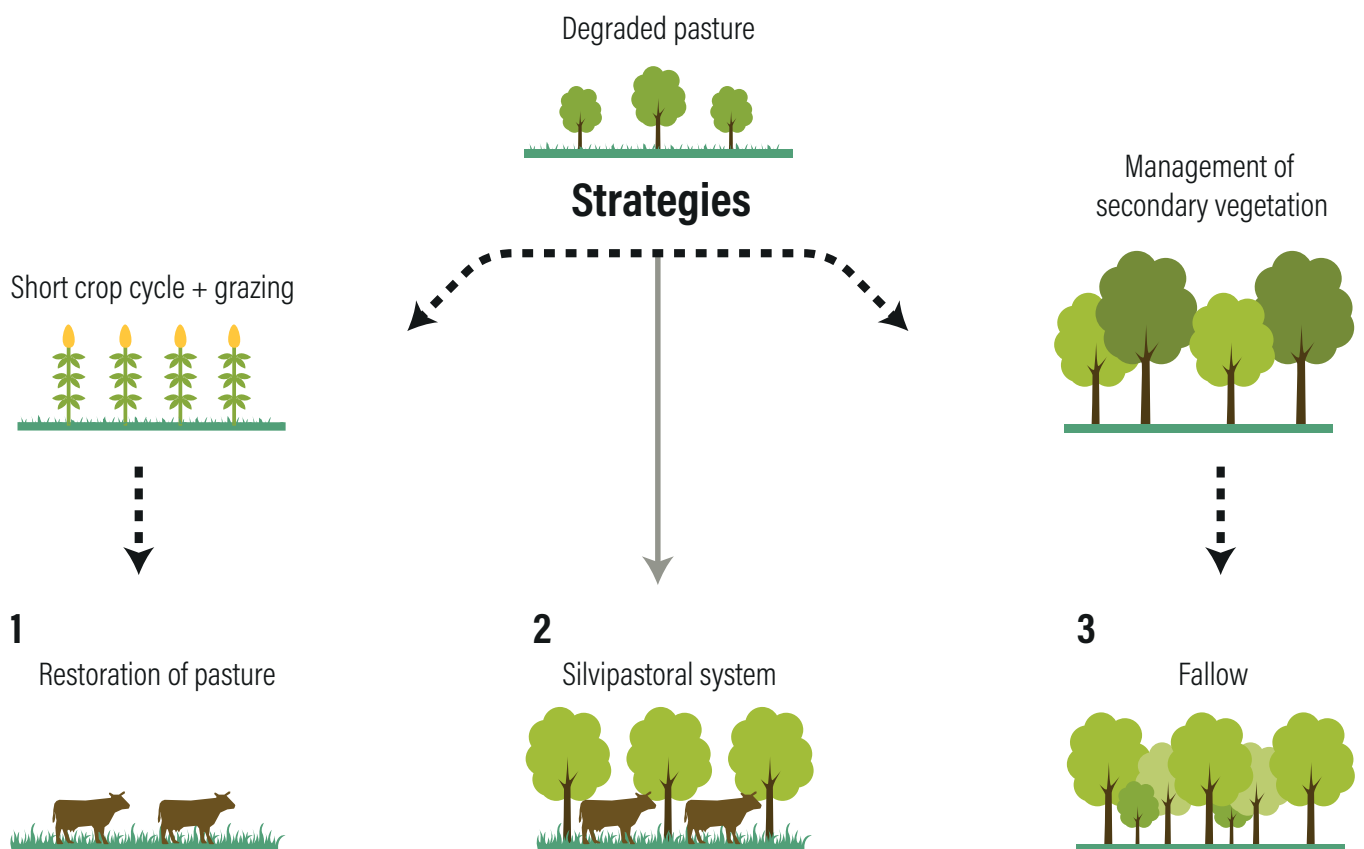 Degraded pasture
Strategies
Short crop cycle + grazing
Management of
secondary vegetation
1
Restoration of pasture
2
Silvipastoral system
3
Fallow